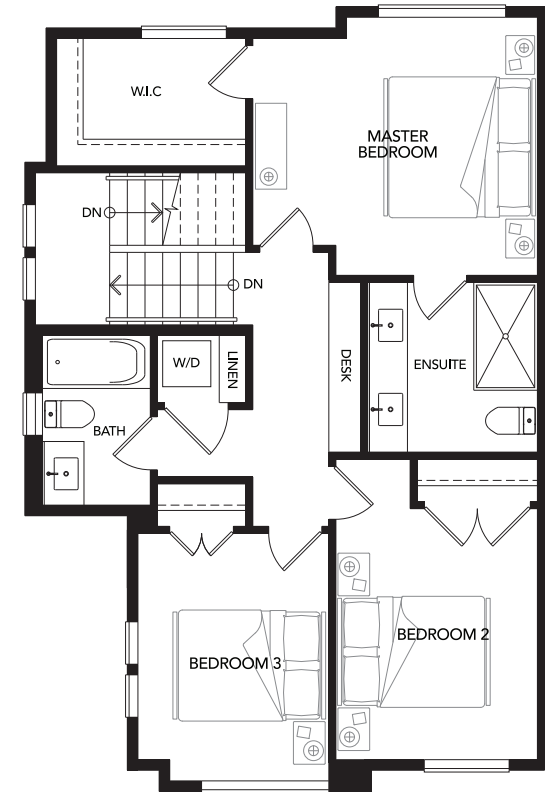 W.I.C
MASTER
BEDROOM
DN
DN
W/D
LINEN
DESK
ENSUITE
BATH
BEDROOM 2
BEDROOM 3